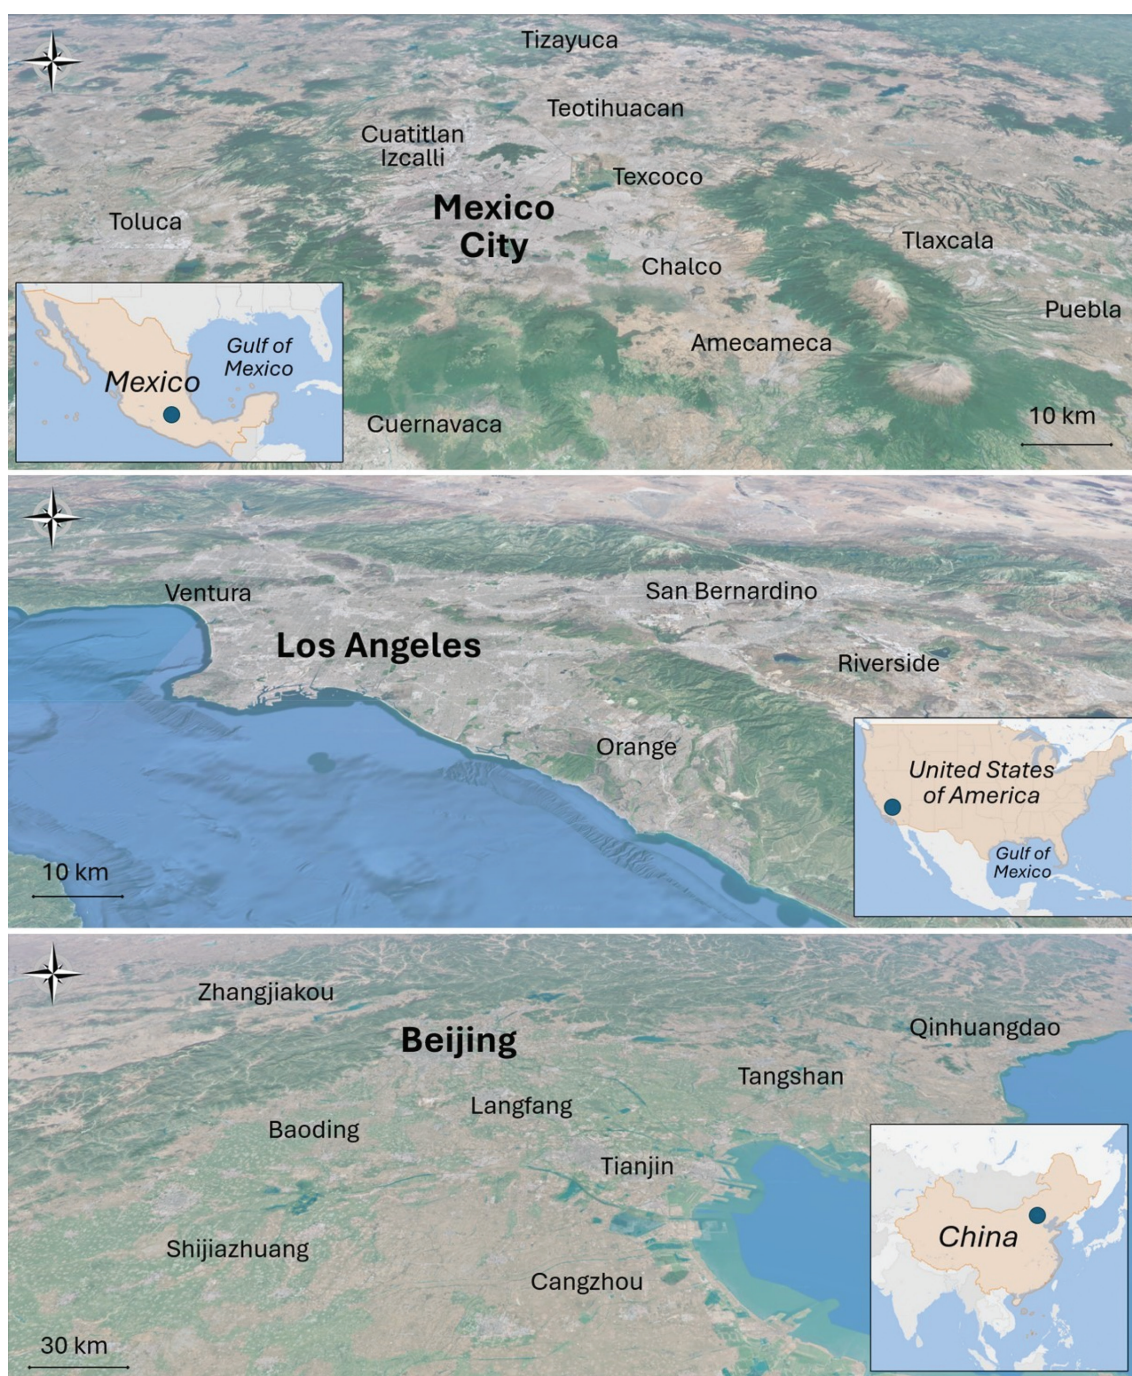 Tizayuca
Teotihuacan
Cuatitlan
Izcalli
Texcoco
Mexico
City
Toluca
Tlaxcala
Chalco
Puebla
Amecameca
Gulf of
Mexico
Mexico
Cuernavaca
10 km
Ventura
San Bernardino
Los Angeles
Riverside
Orange
United States
of America
Gulf of
Mexico
10 km
Zhangjiakou
Beijing
Qinhuangdao
Tangshan
Langfang
Baoding
Tianjin
China
Shijiazhuang
Cangzhou
30 km